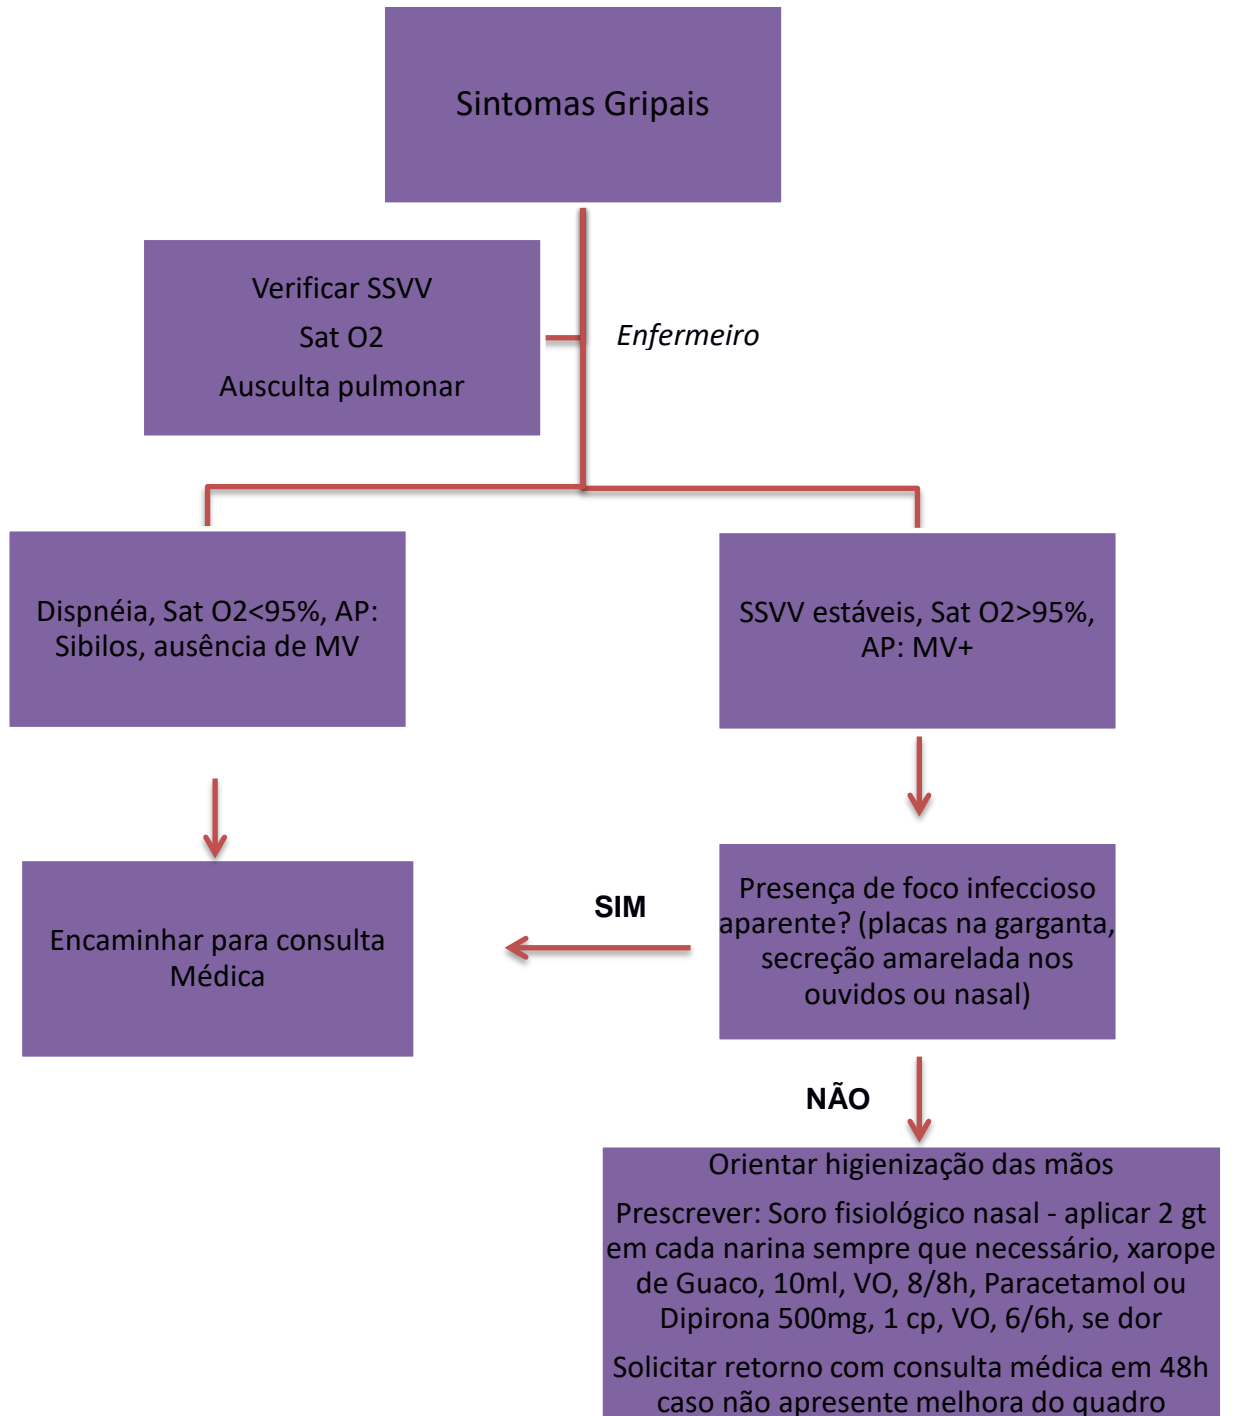 Sintomas Gripais
Verificar SSVV
Sat O2
Ausculta pulmonar
Enfermeiro
Dispnéia, Sat O2<95%, AP:
Sibilos, ausência de MV
SSVV estáveis, Sat O2>95%,
AP: MV+
Encaminhar para consulta
Médica
SIM
Presença de foco infeccioso
aparente? (placas na garganta,
secreção amarelada nos
ouvidos ou nasal)
NÃO
Orientar higienização das mãos
Prescrever: Soro fisiológico nasal - aplicar 2 gt
em cada narina sempre que necessário, xarope
de Guaco, 10ml, VO, 8/8h, Paracetamol ou
Dipirona 500mg, 1 cp, VO, 6/6h, se dor
Solicitar retorno com consulta médica em 48h
caso não apresente melhora do quadro